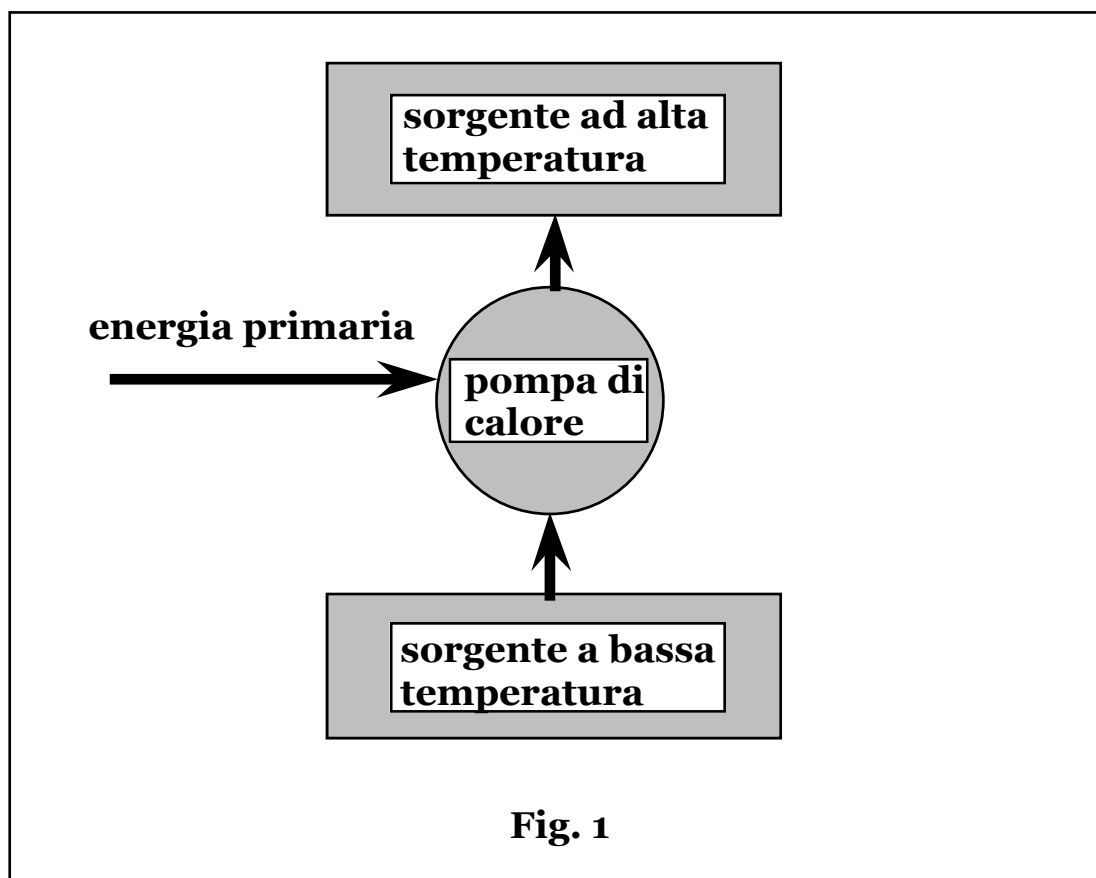 sorgente ad alta
temperatura
energia primaria
pompa di
calore
sorgente a bassa
temperatura
Fig. 1